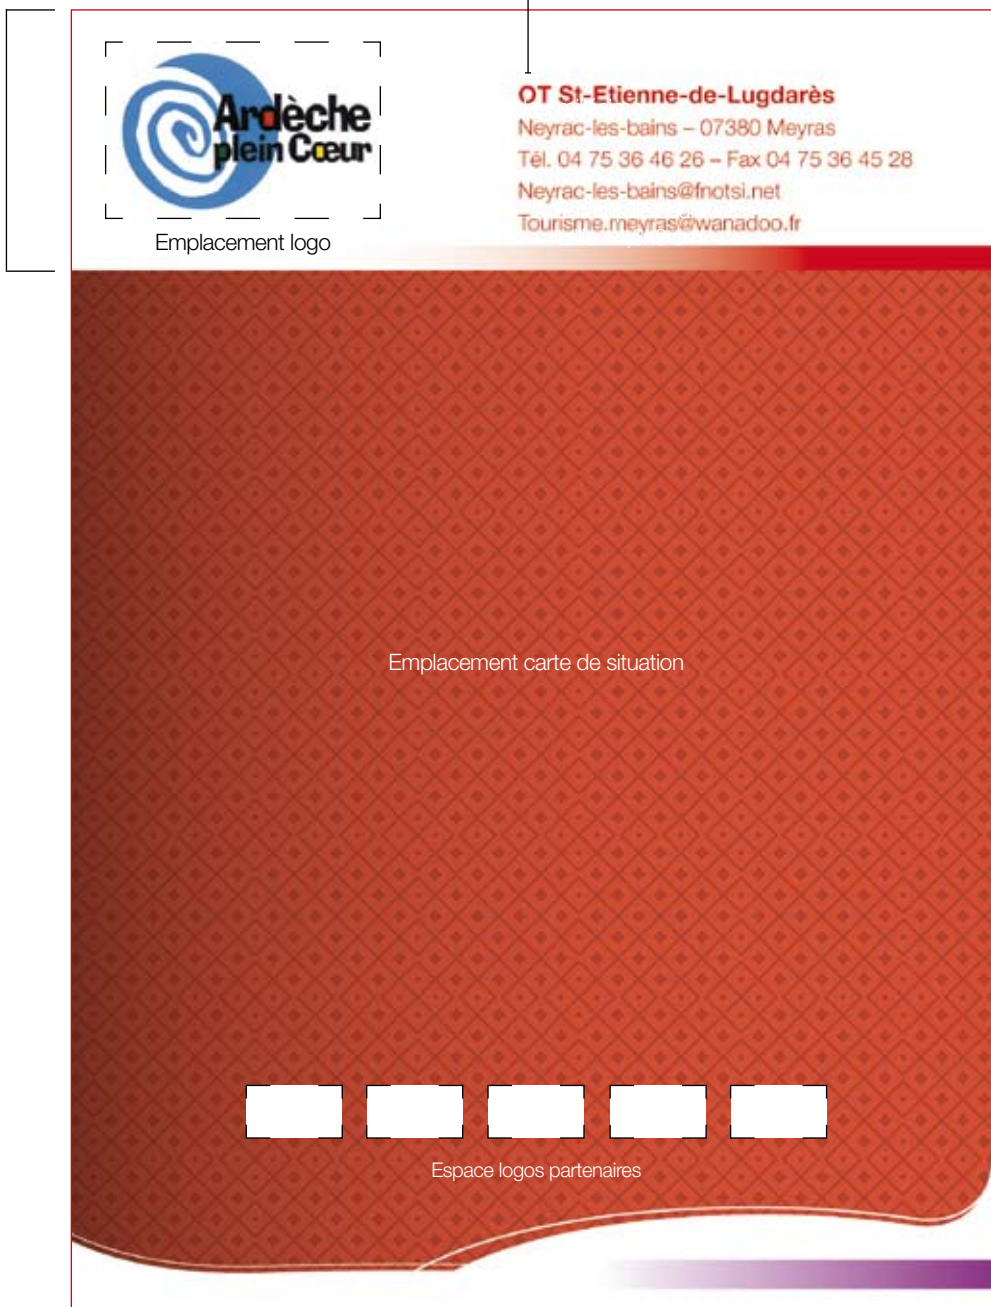 Ardèche
plein Cœur
Emplacement logo
OT St-Etienne-de-Lugdarès
Neyrac-les-bains – 07380 Meyras
Tél. 04 75 36 46 26 – Fax 04 75 36 45 28
Neyrac-les-bains@fnotsi.net
Tourisme.meyras@wanadoo.fr
Emplacement carte de situation
Espace logos partenaires